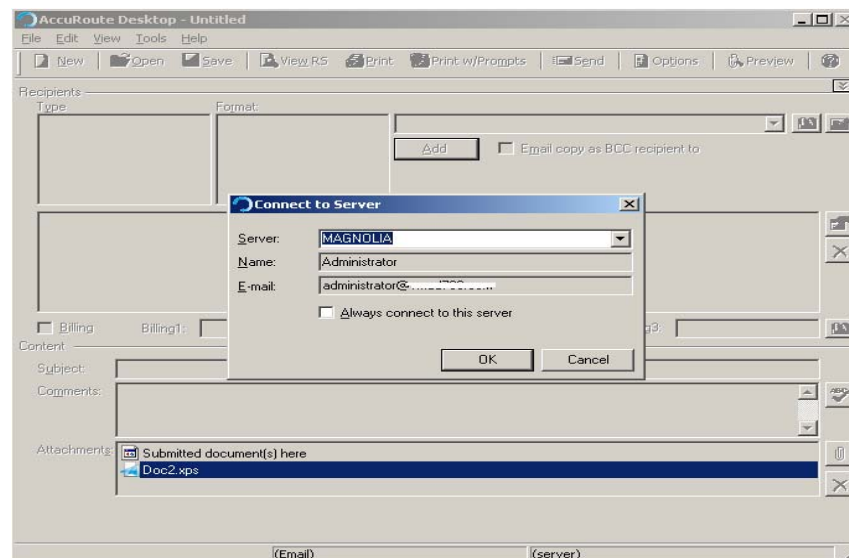 AccuRoute Desktop - Untitled
File Edit View Tools Help
New Open Save View RS Print Print w/Prompts Send Options Preview
Recipients
Type Format:
Add Email copy as BCC recipient to
Connect to Server
Server: MAGNOLIA
Name: Administrator
E-mail: administrator@
Always connect to this server
OK Cancel
Billing Billing1: g3:
Content
Subject:
Comments:
ABC
Attachments: Submitted document(s) here
Doc2.xps
(Email) (server)